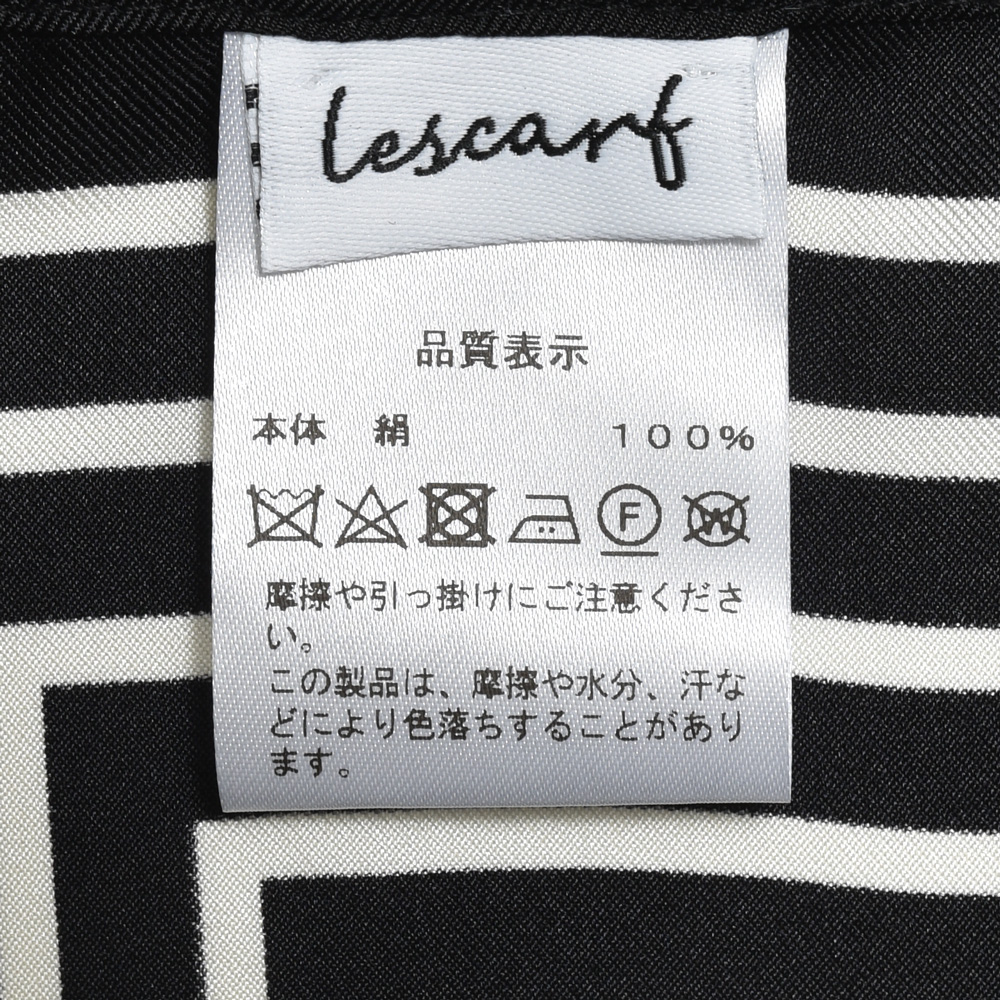 lescarf
品質表示
本体 絹 100%
F W
摩擦や引っ掛けにご注意くださ
い。
この製品は、摩擦や水分、汗な
どにより色落ちすることがあり
ます。